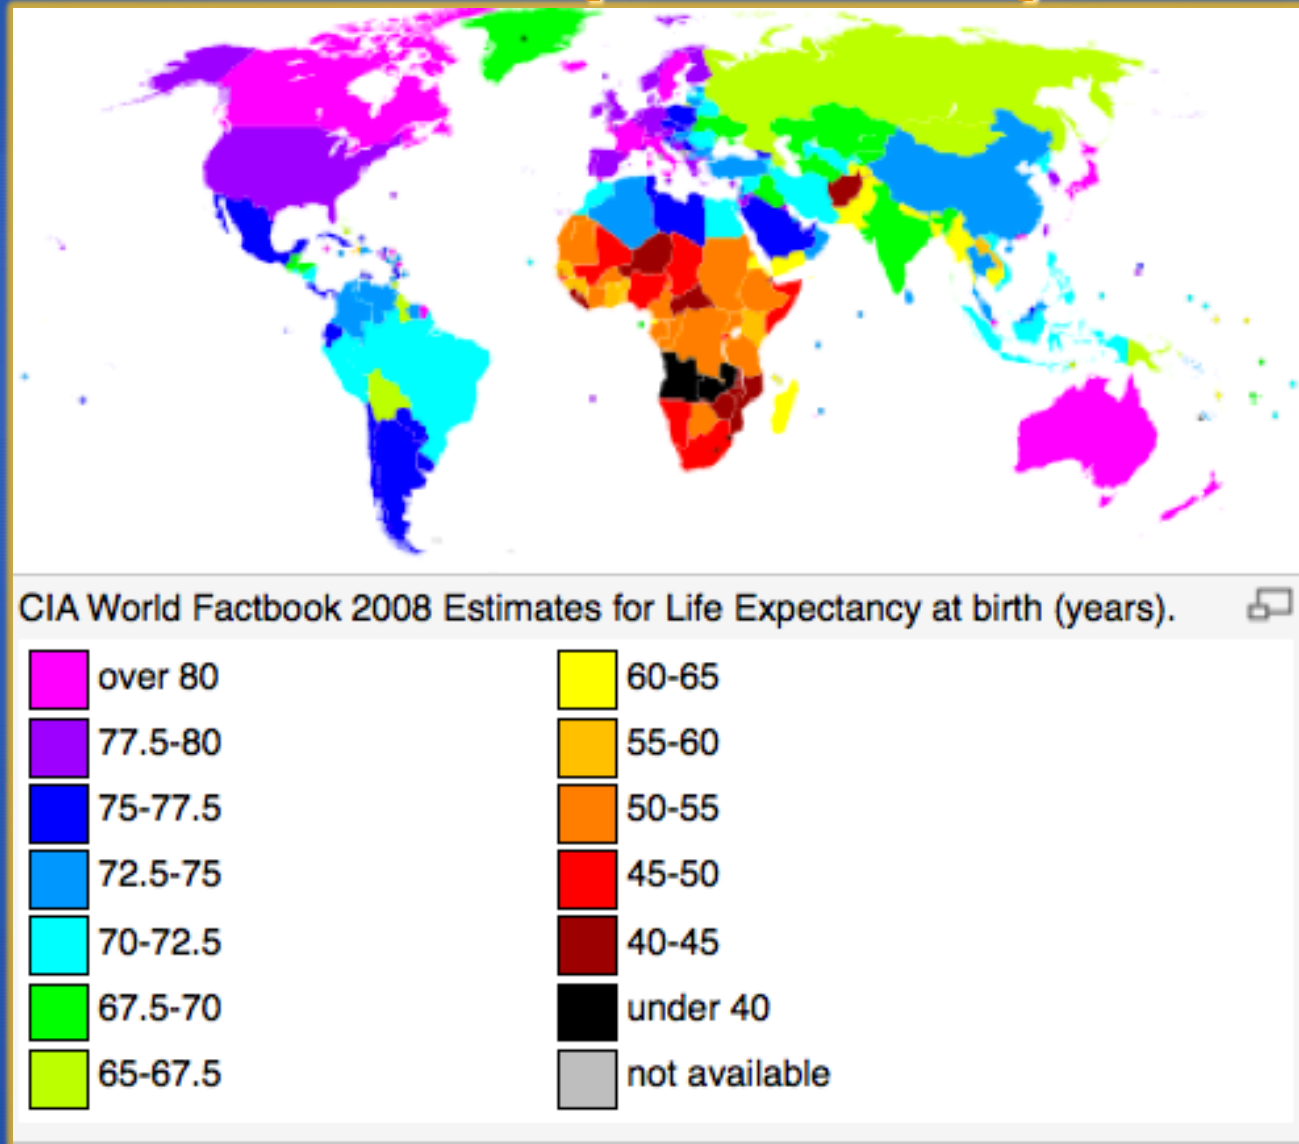 CIA World Factbook 2008 Estimates for Life Expectancy at birth (years).
over 80
77.5-80
75-77.5
72.5-75
70-72.5
67.5-70
65-67.5
60-65
55-60
50-55
45-50
40-45
under 40
not available